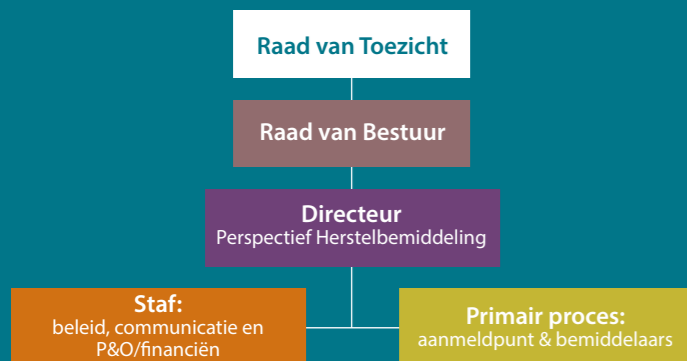 Raad van Toezicht
Raad van Bestuur
Directeur
Perspectief Herstelbemiddeling
Staf:
beleid, communicatie en
P&O/financiën
Primair proces:
aanmeldpunt & bemiddelaars